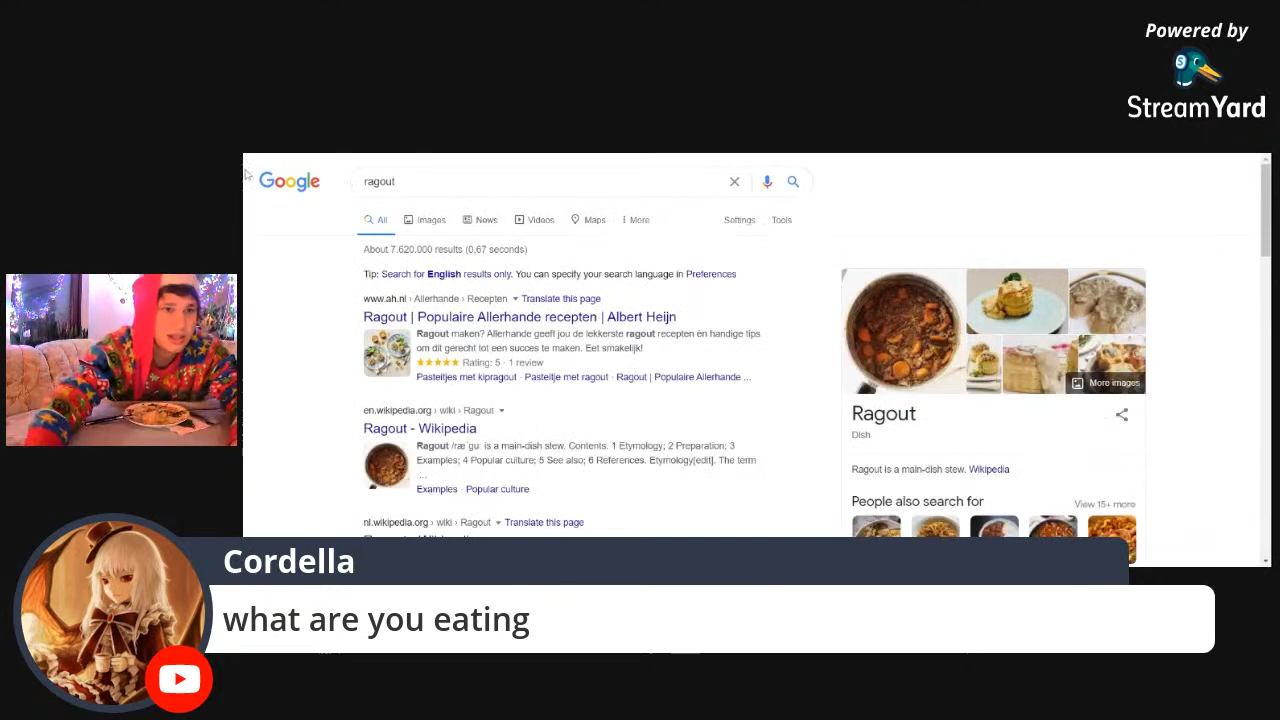 Powered by
StreamYard
Google
ragout
All Images News Videos Maps More Settings Tools
About 7.620.000 results (0,67 seconds)
Tip: Search for English results only. You can specify your search language in Preferences
www.ah.nl › Allerhande › Recepten Translate this page
Ragout | Populaire Allerhande recepten | Albert Heijn
Ragout maken? Allerhande geeft jou de lekkerste ragout recepten én handige tips
om dit gerecht tot een succes te maken. Eet smakelijk!
Rating: 5 · 1 review
Pasteitjes met kipragout · Pasteitje met ragout · Ragout | Populaire Allerhande ...
en.wikipedia.org › wiki › Ragout
Ragout - Wikipedia
Ragout /ræˈɡuː is a main-dish stew. Contents. 1 Etymology; 2 Preparation; 3
Examples; 4 Popular culture; 5 See also; 6 References. Etymology[edit]. The term
...
Examples · Popular culture
nl.wikipedia.org › wiki › Ragout Translate this page
More images
Ragout
Dish
Ragout is a main-dish stew. Wikipedia
People also search for View 15+ more
Cordella
what are you eating